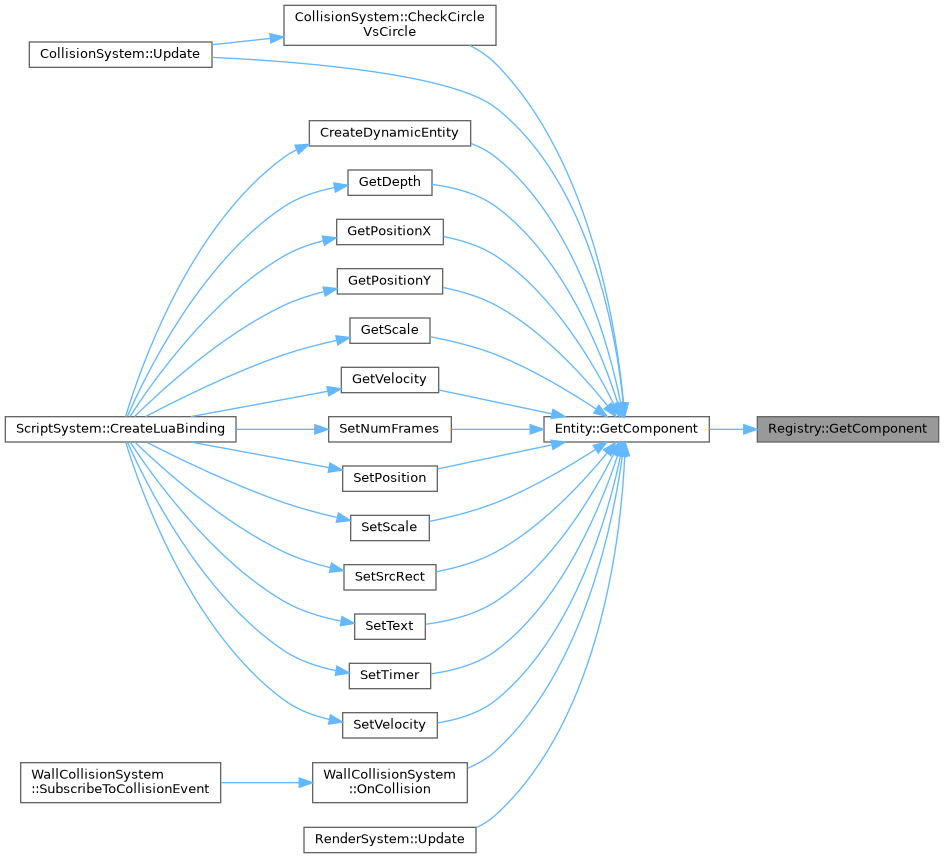 CollisionSystem::CheckCircle
VsCircle
CollisionSystem::Update
CreateDynamicEntity
GetDepth
GetPositionX
GetPositionY
GetScale
GetVelocity
ScriptSystem::CreateLuaBinding
SetNumFrames
Entity::GetComponent
Registry::GetComponent
SetPosition
SetScale
SetSrcRect
SetText
SetTimer
SetVelocity
WallCollisionSystem
::SubscribeToCollisionEvent
WallCollisionSystem
::OnCollision
RenderSystem::Update